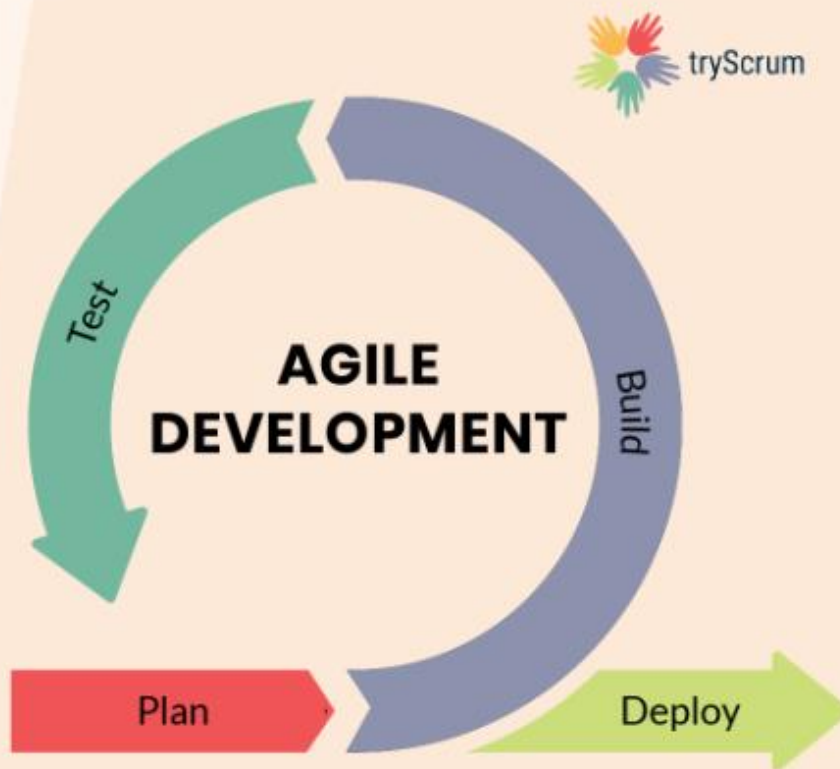 tryScrum
Test
AGILE
DEVELOPMENT
Build
Plan
Deploy